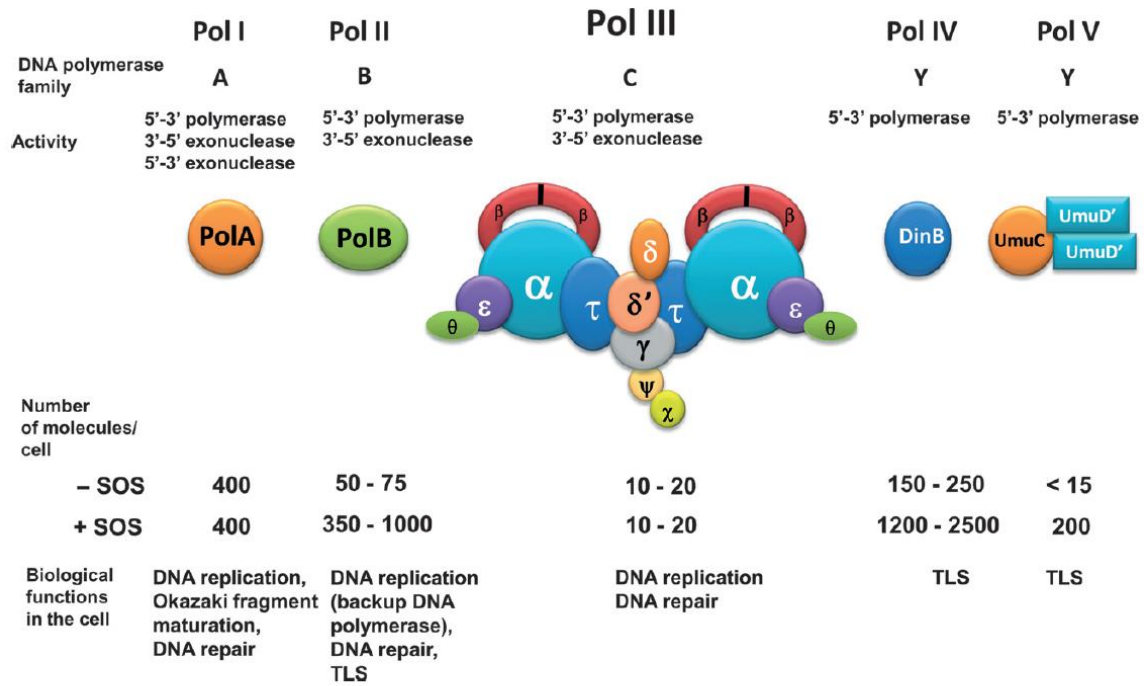 Pol I Pol II Pol III Pol IV Pol V
DNA polymerase
family
A B C Y Y
Activity
5’-3’ polymerase
3’-5’ exonuclease
5’-3’ exonuclease
5’-3’ polymerase
3’-5’ exonuclease
5’-3’ polymerase
3’-5’ exonuclease
5’-3’ polymerase
5’-3’ polymerase
PolA
PolB
β β
α
ε
θ
τ
δ
δ’
γ
ψ
χ
τ
β β
α
ε
θ
DinB
UmuC
UmuD’
UmuD’
Number
of molecules/
cell
– SOS 400 50 - 75 10 - 20 150 - 250 < 15
+ SOS 400 350 - 1000 10 - 20 1200 - 2500 200
Biological
functions
in the cell
DNA replication,
Okazaki fragment
maturation,
DNA repair
DNA replication
(backup DNA
polymerase),
DNA repair,
TLS
DNA replication
DNA repair
TLS
TLS